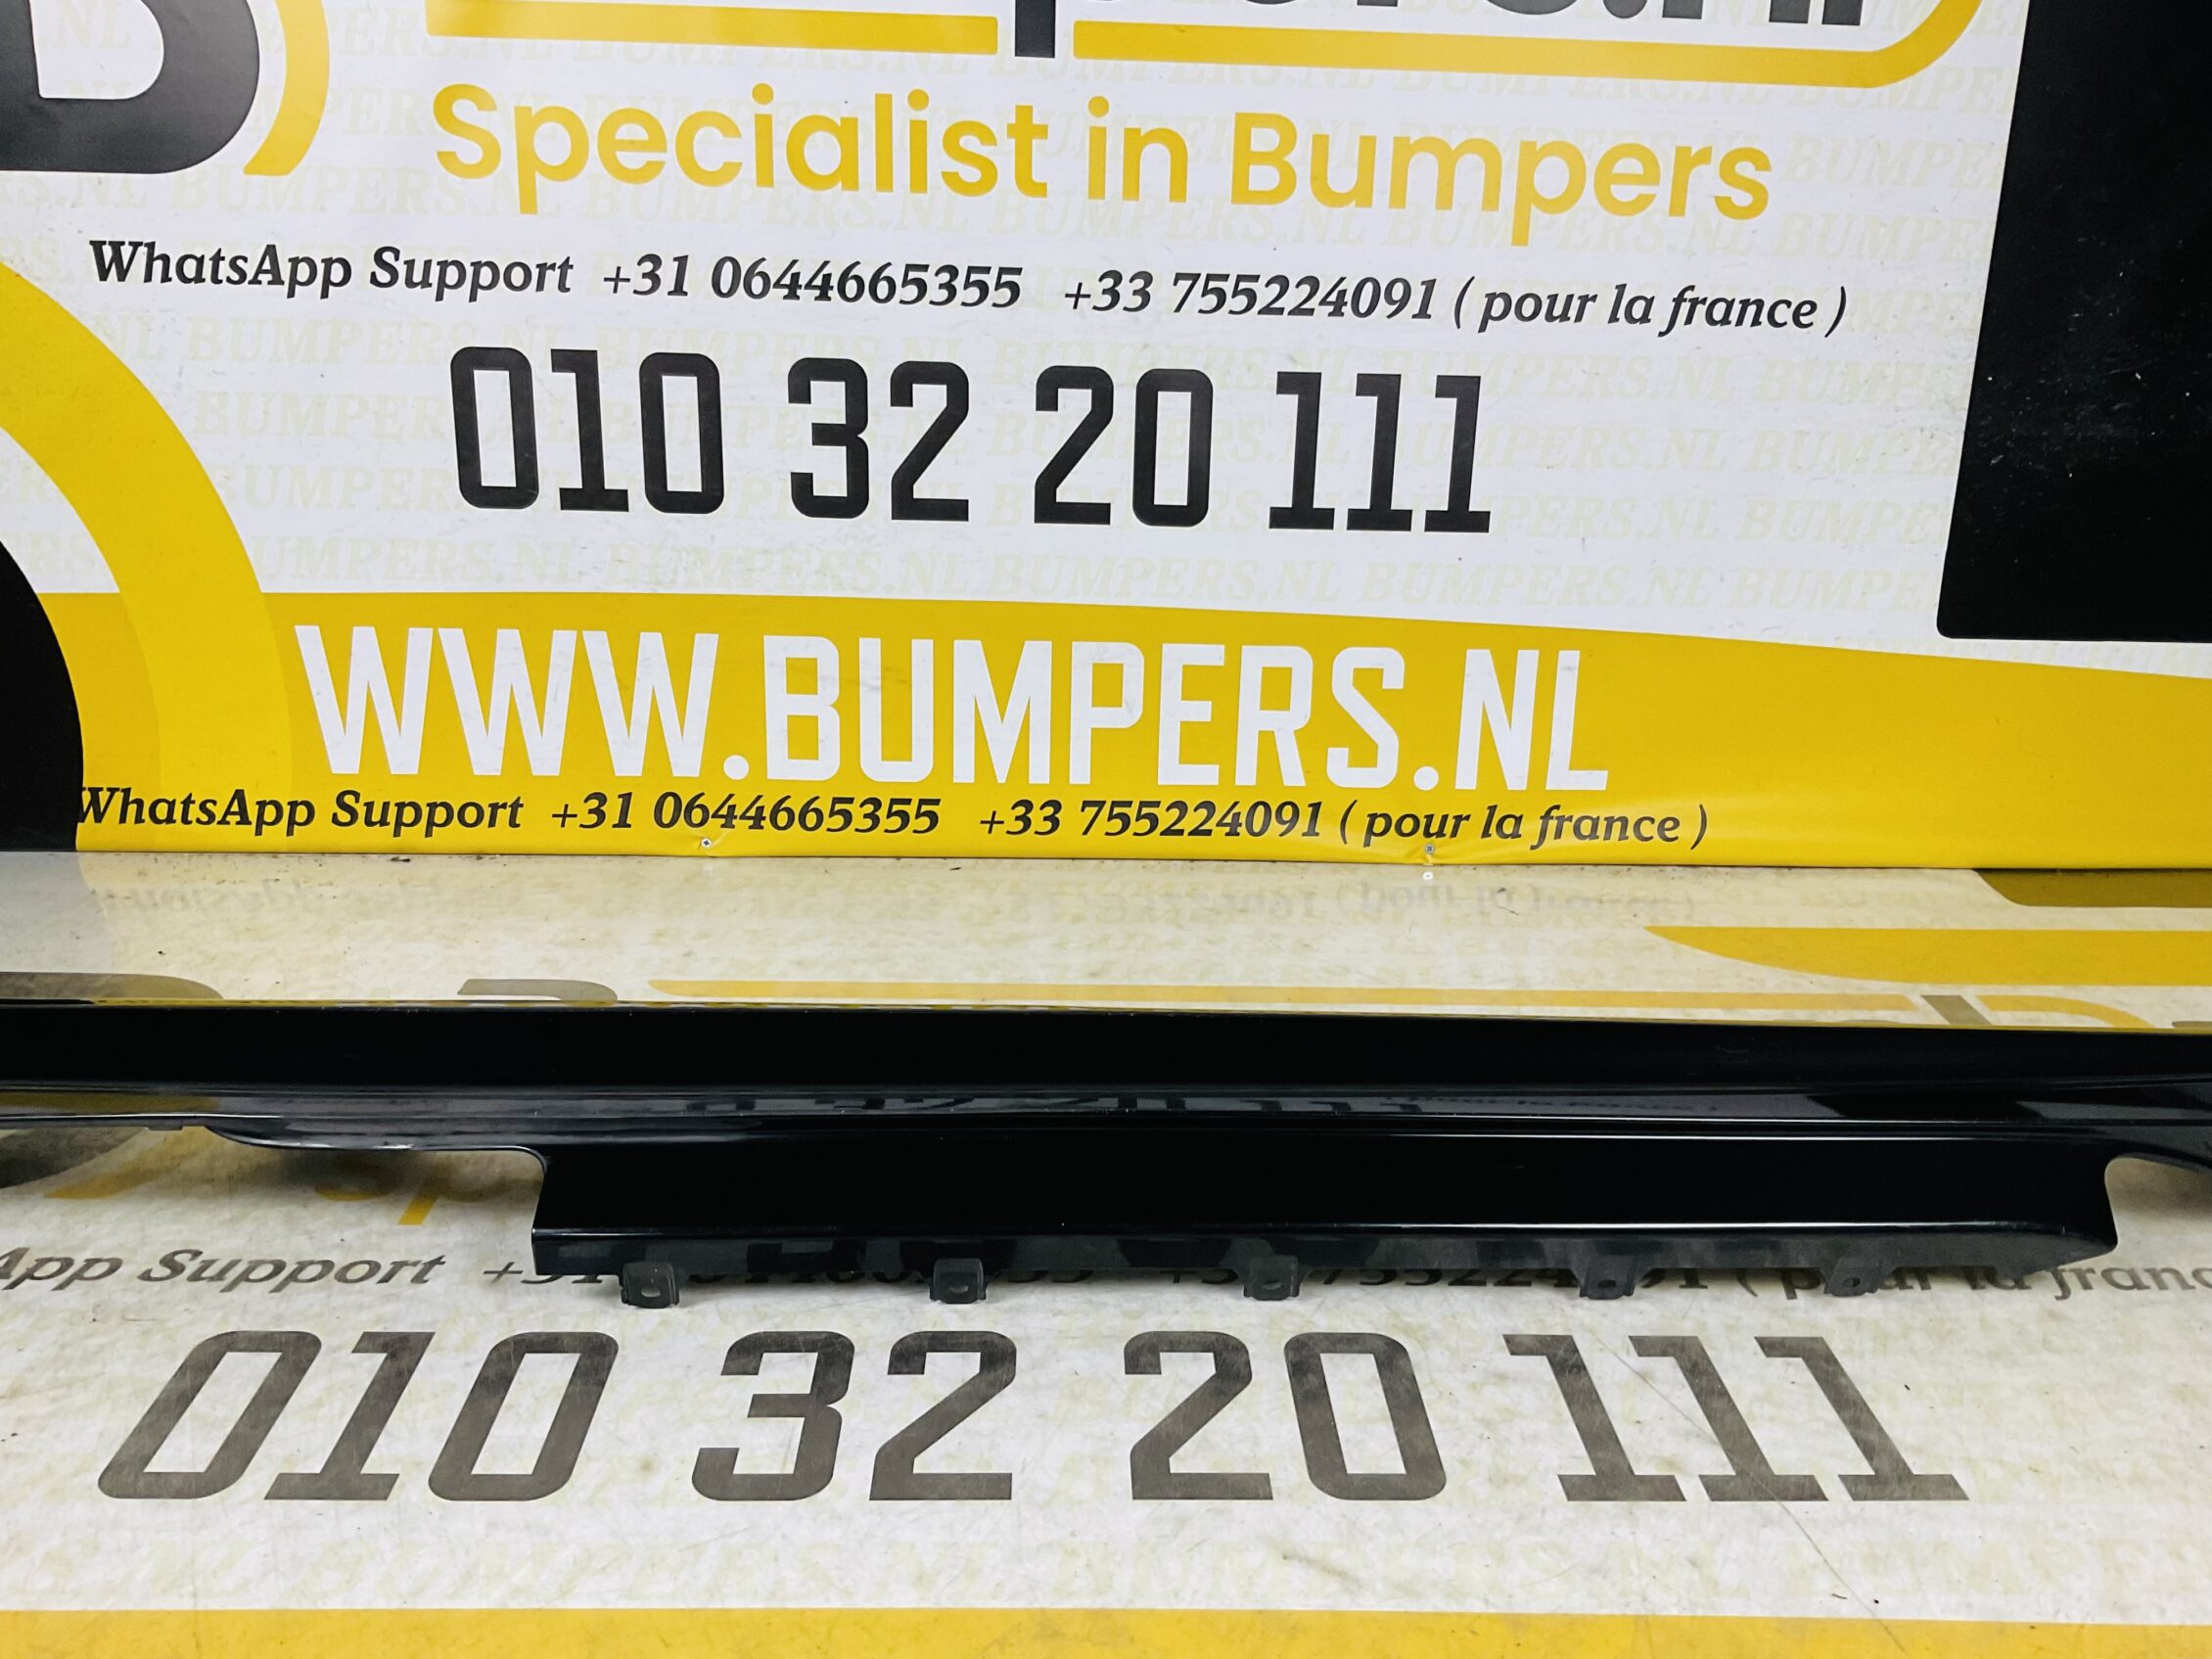 Specialist in Bumpers
WhatsApp Support +31 0644665355 +33 755224091 ( pour la france )
010 32 20 111
WWW.BUMPERS.NL
WhatsApp Support +31 0644665355 +33 755224091 ( pour la france )
App Support
010 32 20 111